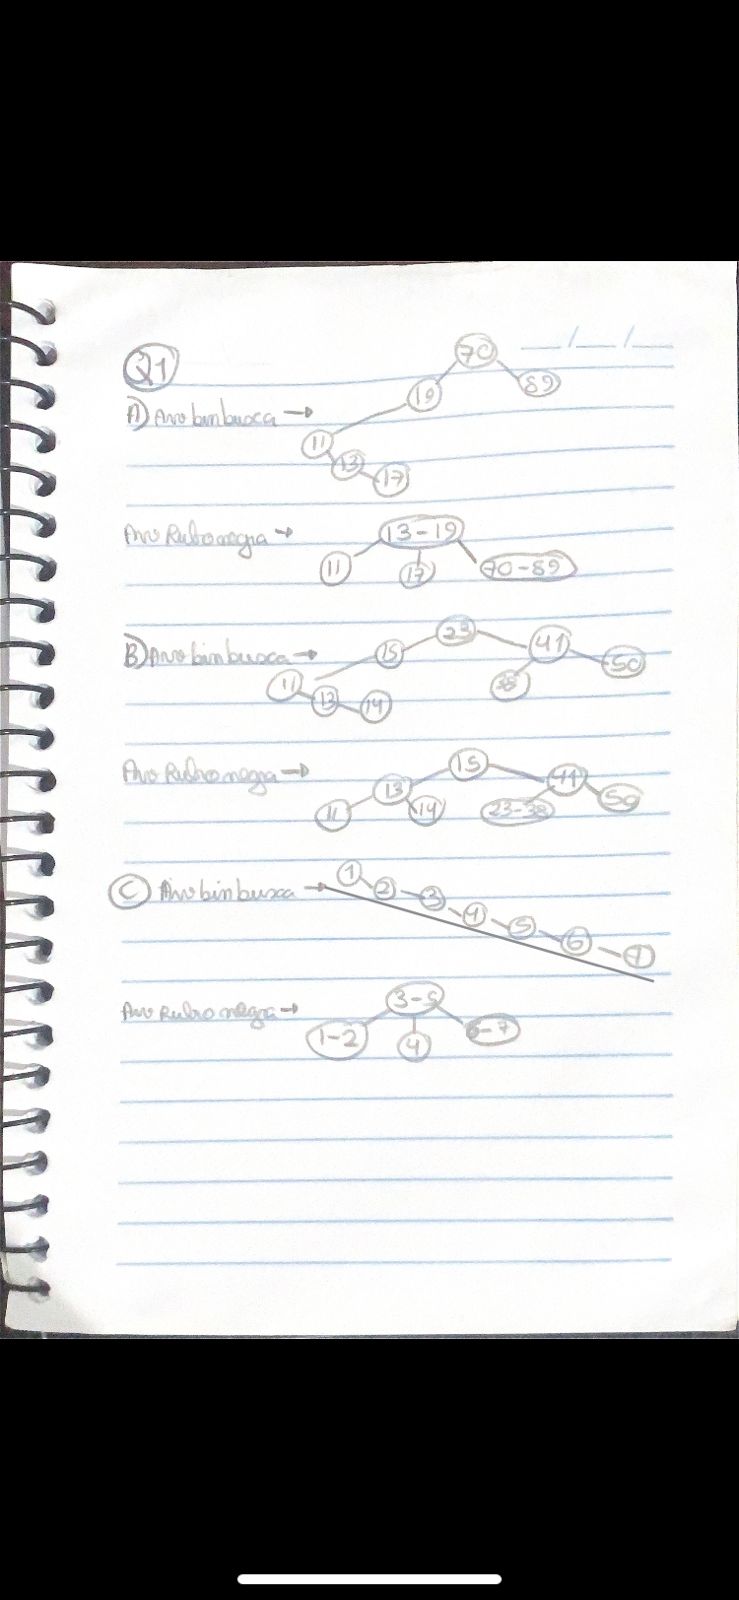 Q1
70
19 89
A) Arv bin busca →
11
13 17
Arv Rubro negra → 13-19
11 17 70-89
23
B) Arv bin busca → 15 41
50
11 13 14 38
15
Arv Rubro negra → 13 41
11 14 23-38 50
C) Arv bin busca → 1 2 3
4 5 6 7
3-5
Arv Rubro negra →
1-2 4 6-7